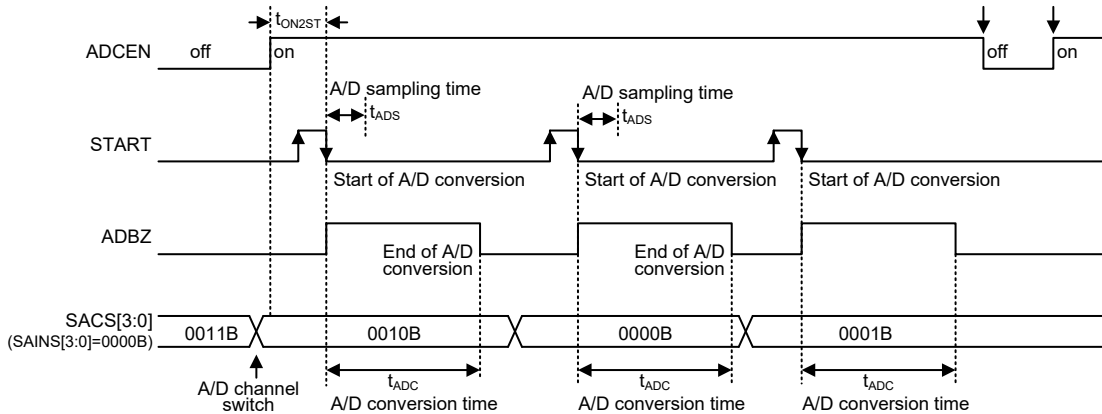 tON2ST
ADCEN
off
on
off
on
A/D sampling time
A/D sampling time
tADS
tADS
START
Start of A/D conversion
Start of A/D conversion
Start of A/D conversion
ADBZ
End of A/D
conversion
End of A/D
conversion
SACS[3:0]
(SAINS[3:0]=0000B)
0011B
0010B
0000B
0001B
A/D channel
switch
tADC
A/D conversion time
tADC
A/D conversion time
tADC
A/D conversion time